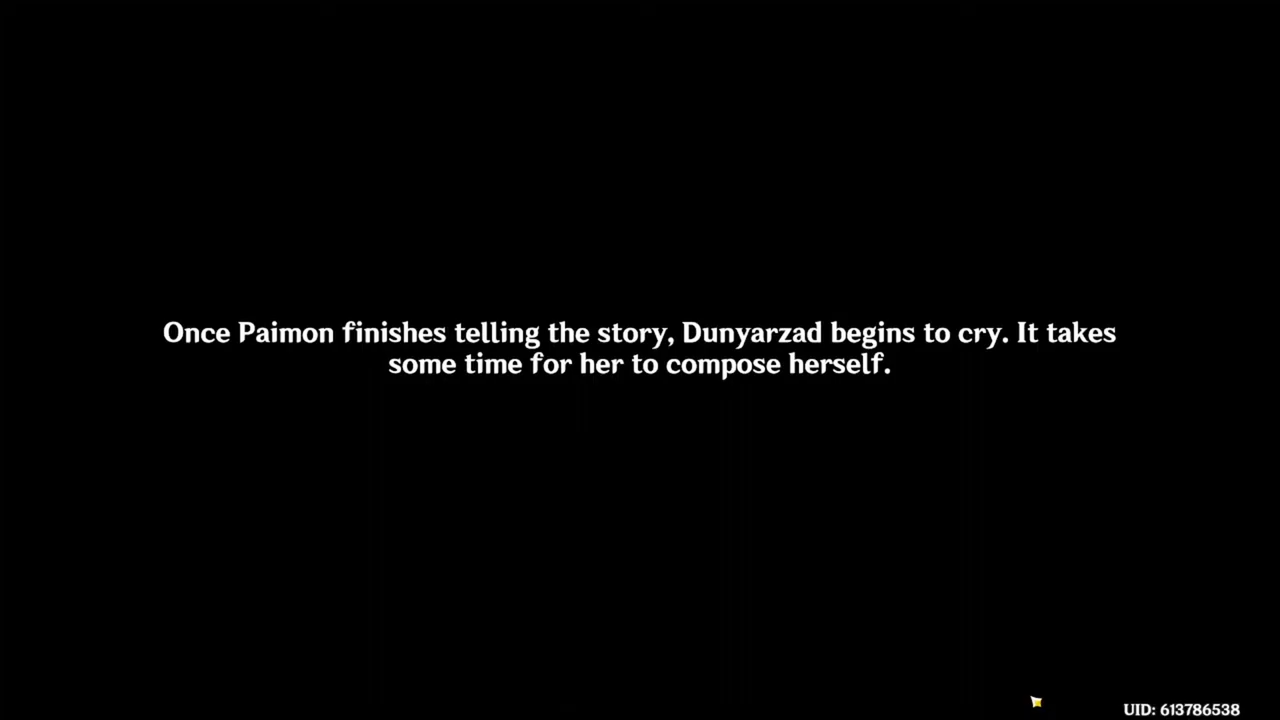 Once Paimon finishes telling the story, Dunyarzad begins to cry. It takes
some time for her to compose herself.
UID: 613786538